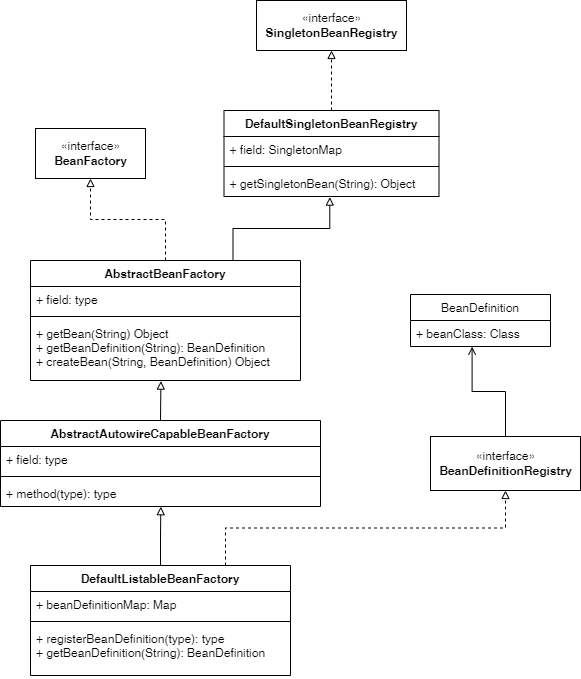 «interface»
SingletonBeanRegistry
DefaultSingletonBeanRegistry
+ field: SingletonMap
+ getSingletonBean(String): Object
«interface»
BeanFactory
AbstractBeanFactory
+ field: type
+ getBean(String) Object
+ getBeanDefinition(String): BeanDefinition
+ createBean(String, BeanDefinition) Object
BeanDefinition
+ beanClass: Class
AbstractAutowireCapableBeanFactory
+ field: type
+ method(type): type
«interface»
BeanDefinitionRegistry
DefaultListableBeanFactory
+ beanDefinitionMap: Map
+ registerBeanDefinition(type): type
+ getBeanDefinition(String): BeanDefinition